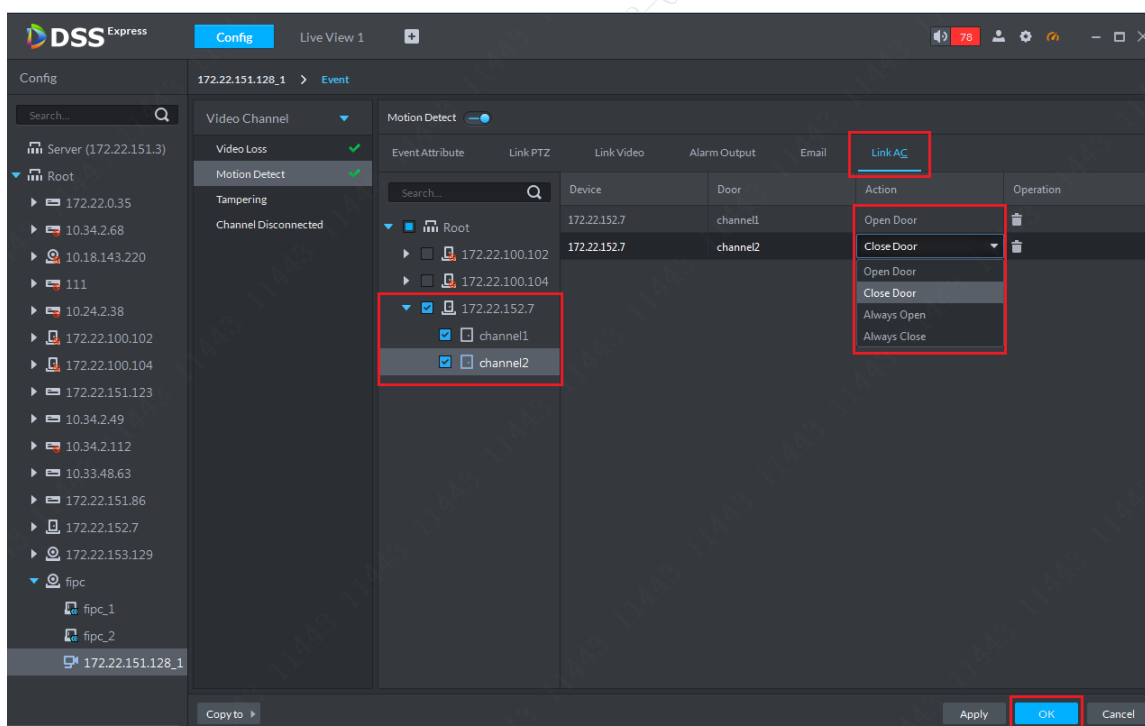 DSS Express
Config
Live View 1
78
Config
172.22.151.128_1 > Event
Search...
Server (172.22.151.3)
Root
172.22.0.35
10.34.2.68
10.18.143.220
111
10.24.2.38
172.22.100.102
172.22.100.104
172.22.151.123
10.34.2.49
10.34.2.112
10.33.48.63
172.22.151.86
172.22.152.7
172.22.153.129
fipc
fipc_1
fipc_2
172.22.151.128_1
Video Channel
Video Loss
Motion Detect
Tampering
Channel Disconnected
Motion Detect
Event Attribute
Link PTZ
Link Video
Alarm Output
Email
Link AC
Search...
Root
172.22.100.102
172.22.100.104
172.22.152.7
channel1
channel2
Device Door Action Operation
172.22.152.7 channel1 Open Door
172.22.152.7 channel2 Close Door
Open Door
Close Door
Always Open
Always Close
Copy to
Apply
OK
Cancel